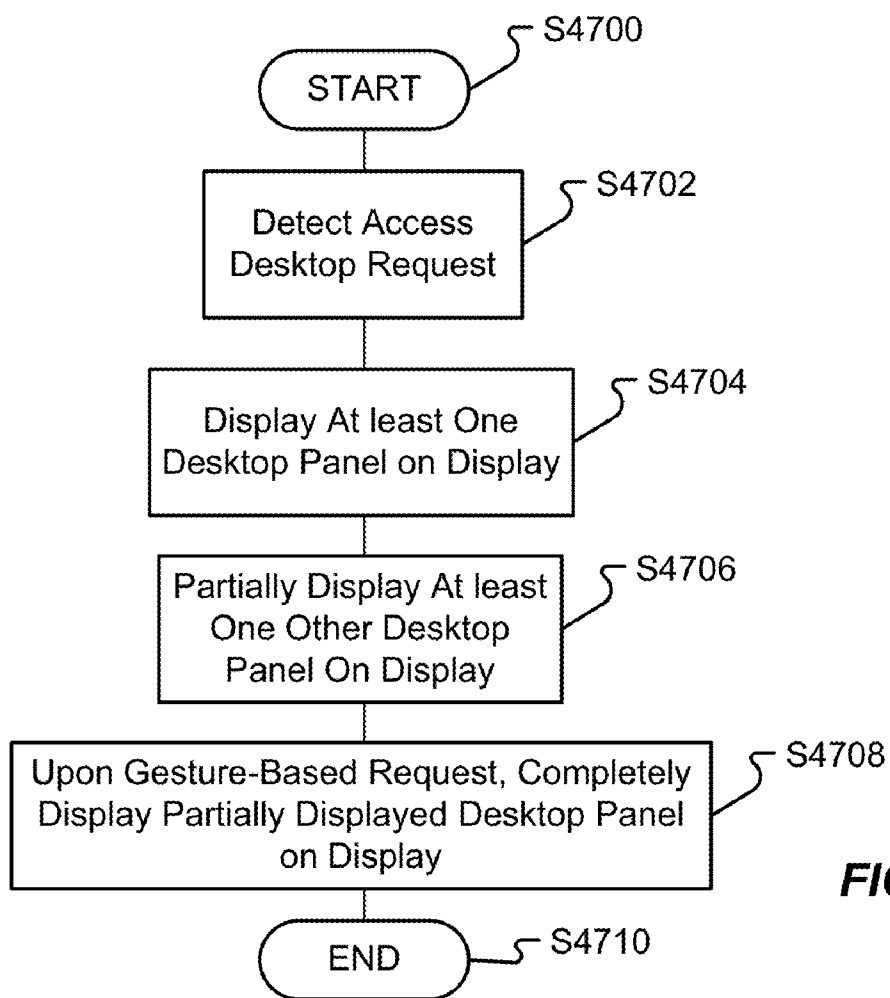 S4700
START
S4702
Detect Access
Desktop Request
S4704
Display At least One
Desktop Panel on Display
S4706
Partially Display At least
One Other Desktop
Panel On Display
S4708
Upon Gesture-Based Request, Completely
Display Partially Displayed Desktop Panel
on Display
S4710
END